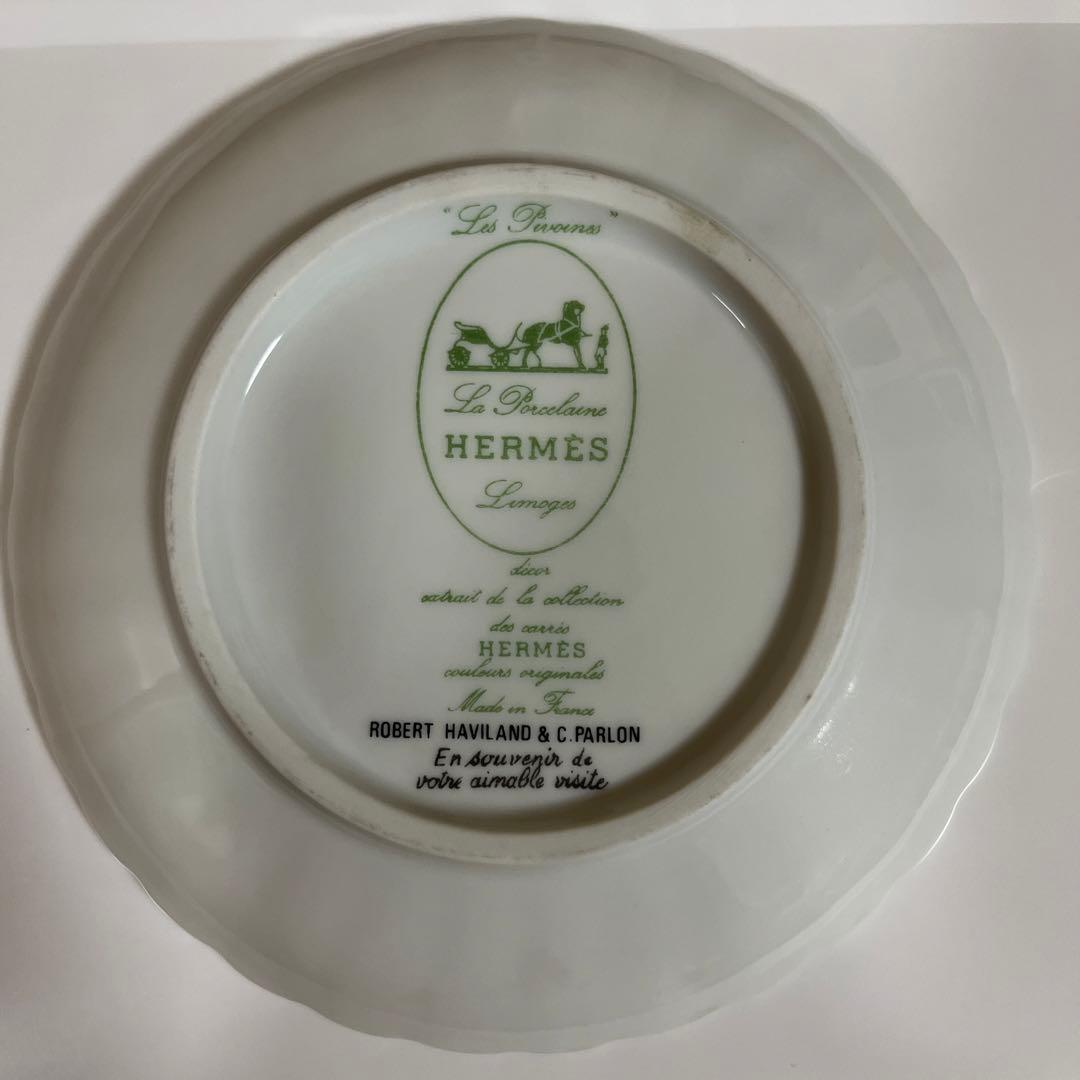 "Les Pivoines"
La Porcelaine
HERMÈS
Limoges
décor
extrait de la collection
des carrés
HERMÈS
couleurs originales
Made in France
ROBERT HAVILAND & C. PARLON
En souvenir de
votre aimable visite